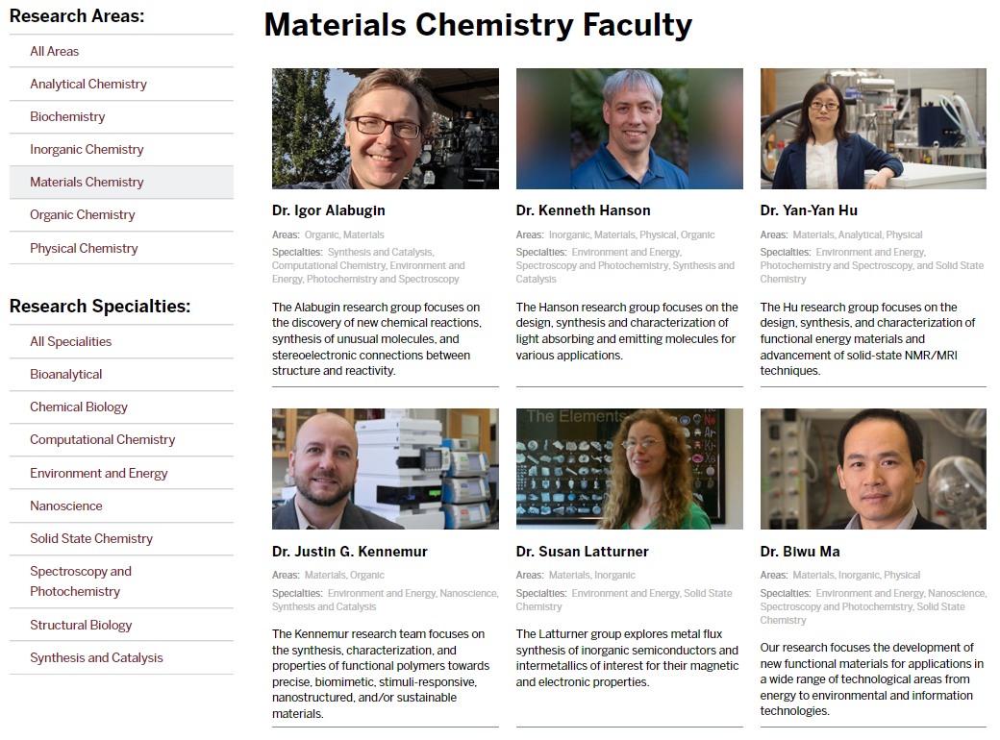 Research Areas:
All Areas
Analytical Chemistry
Biochemistry
Inorganic Chemistry
Materials Chemistry
Organic Chemistry
Physical Chemistry
Research Specialties:
All Specialities
Bioanalytical
Chemical Biology
Computational Chemistry
Environment and Energy
Nanoscience
Solid State Chemistry
Spectroscopy and
Photochemistry
Structural Biology
Synthesis and Catalysis
Materials Chemistry Faculty
Dr. Igor Alabugin
Areas: Organic, Materials
Specialties: Synthesis and Catalysis,
Computational Chemistry, Environment and
Energy, Photochemistry and Spectroscopy
The Alabugin research group focuses on
the discovery of new chemical reactions,
synthesis of unusual molecules, and
stereoelectronic connections between
structure and reactivity.
Dr. Kenneth Hanson
Areas: Inorganic, Materials, Physical, Organic
Specialties: Environment and Energy,
Spectroscopy and Photochemistry, Synthesis and
Catalysis
The Hanson research group focuses on the
design, synthesis and characterization of
light absorbing and emitting molecules for
various applications.
Dr. Yan-Yan Hu
Areas: Materials, Analytical, Physical
Specialties: Environment and Energy,
Photochemistry and Spectroscopy, and Solid State
Chemistry
The Hu research group focuses on the
design, synthesis, and characterization of
functional energy materials and
advancement of solid-state NMR/MRI
techniques.
Dr. Justin G. Kennemur
Areas: Materials, Organic
Specialties: Environment and Energy, Nanoscience,
Synthesis and Catalysis
The Kennemur research team focuses on
the synthesis, characterization, and
properties of functional polymers towards
precise, biomimetic, stimuli-responsive,
nanostructured, and/or sustainable
materials.
The Elements
Ne
Ar
Kr
Xe
Dr. Susan Latturner
Areas: Materials, Inorganic
Specialties: Environment and Energy, Solid State
Chemistry
The Latturner group explores metal flux
synthesis of inorganic semiconductors and
intermetallics of interest for their magnetic
and electronic properties.
Dr. Biwu Ma
Areas: Materials, Inorganic, Physical
Specialties: Environment and Energy, Nanoscience,
Spectroscopy and Photochemistry, Solid State
Chemistry
Our research focuses the development of
new functional materials for applications in
a wide range of technological areas from
energy to environmental and information
technologies.